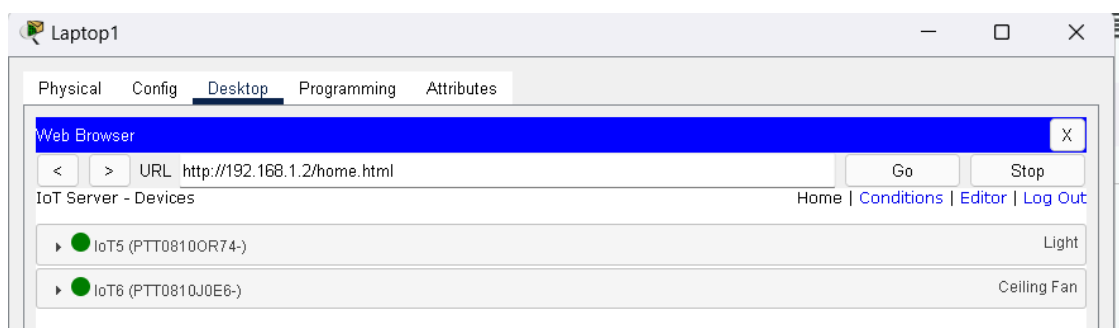 Laptop1
Physical Config Desktop Programming Attributes
Web Browser X
< > URL http://192.168.1.2/home.html Go Stop
IoT Server - Devices Home | Conditions | Editor | Log Out
IoT5 (PTT0810OR74-) Light
IoT6 (PTT0810J0E6-) Ceiling Fan